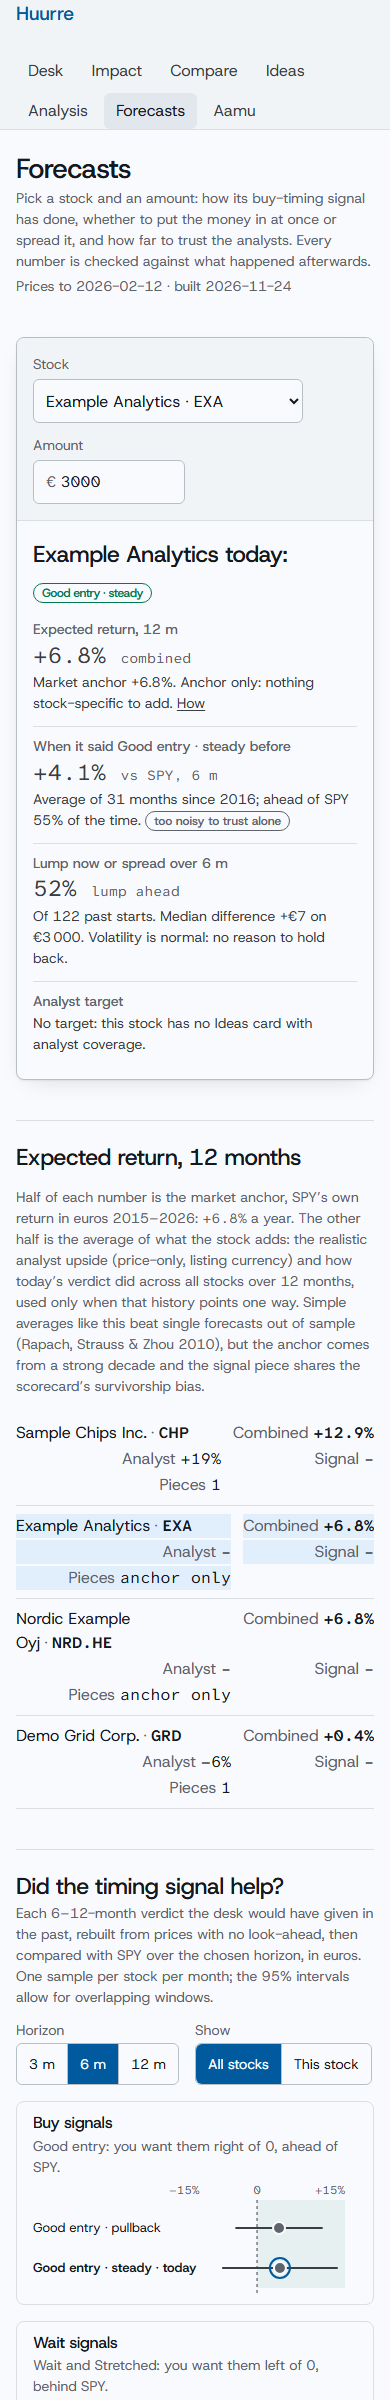 Huurre
Desk Impact Compare Ideas
Analysis Forecasts Aamu
Forecasts
Pick a stock and an amount: how its buy-timing signal
has done, whether to put the money in at once or
spread it, and how far to trust the analysts. Every
number is checked against what happened afterwards.
Prices to 2026-02-12 · built 2026-11-24
Stock
Example Analytics · EXA
Amount
€ 3000
Example Analytics today:
Good entry · steady
Expected return, 12 m
+6.8% combined
Market anchor +6.8%. Anchor only: nothing
stock-specific to add. How
When it said Good entry · steady before
+4.1% vs SPY, 6 m
Average of 31 months since 2016; ahead of SPY
55% of the time. too noisy to trust alone
Lump now or spread over 6 m
52% lump ahead
Of 122 past starts. Median difference +€7 on
€3 000. Volatility is normal: no reason to hold
back.
Analyst target
No target: this stock has no Ideas card with
analyst coverage.
Expected return, 12 months
Half of each number is the market anchor, SPY's own
return in euros 2015–2026: +6.8% a year. The other
half is the average of what the stock adds: the realistic
analyst upside (price-only, listing currency) and how
today's verdict did across all stocks over 12 months,
used only when that history points one way. Simple
averages like this beat single forecasts out of sample
(Rapach, Strauss & Zhou 2010), but the anchor comes
from a strong decade and the signal piece shares the
scorecard's survivorship bias.
Sample Chips Inc. · CHP Combined +12.9%
Analyst +19% Signal –
Pieces 1
Example Analytics · EXA Combined +6.8%
Analyst – Signal –
Pieces anchor only
Nordic Example Combined +6.8%
Oyj · NRD.HE
Analyst – Signal –
Pieces anchor only
Demo Grid Corp. · GRD Combined +0.4%
Analyst −6% Signal –
Pieces 1
Did the timing signal help?
Each 6–12-month verdict the desk would have given in
the past, rebuilt from prices with no look-ahead, then
compared with SPY over the chosen horizon, in euros.
One sample per stock per month; the 95% intervals
allow for overlapping windows.
Horizon Show
3 m 6 m 12 m All stocks This stock
Buy signals
Good entry: you want them right of 0, ahead of
SPY.
−15% 0 +15%
Good entry · pullback
Good entry · steady · today
Wait signals
Wait and Stretched: you want them left of 0,
behind SPY.